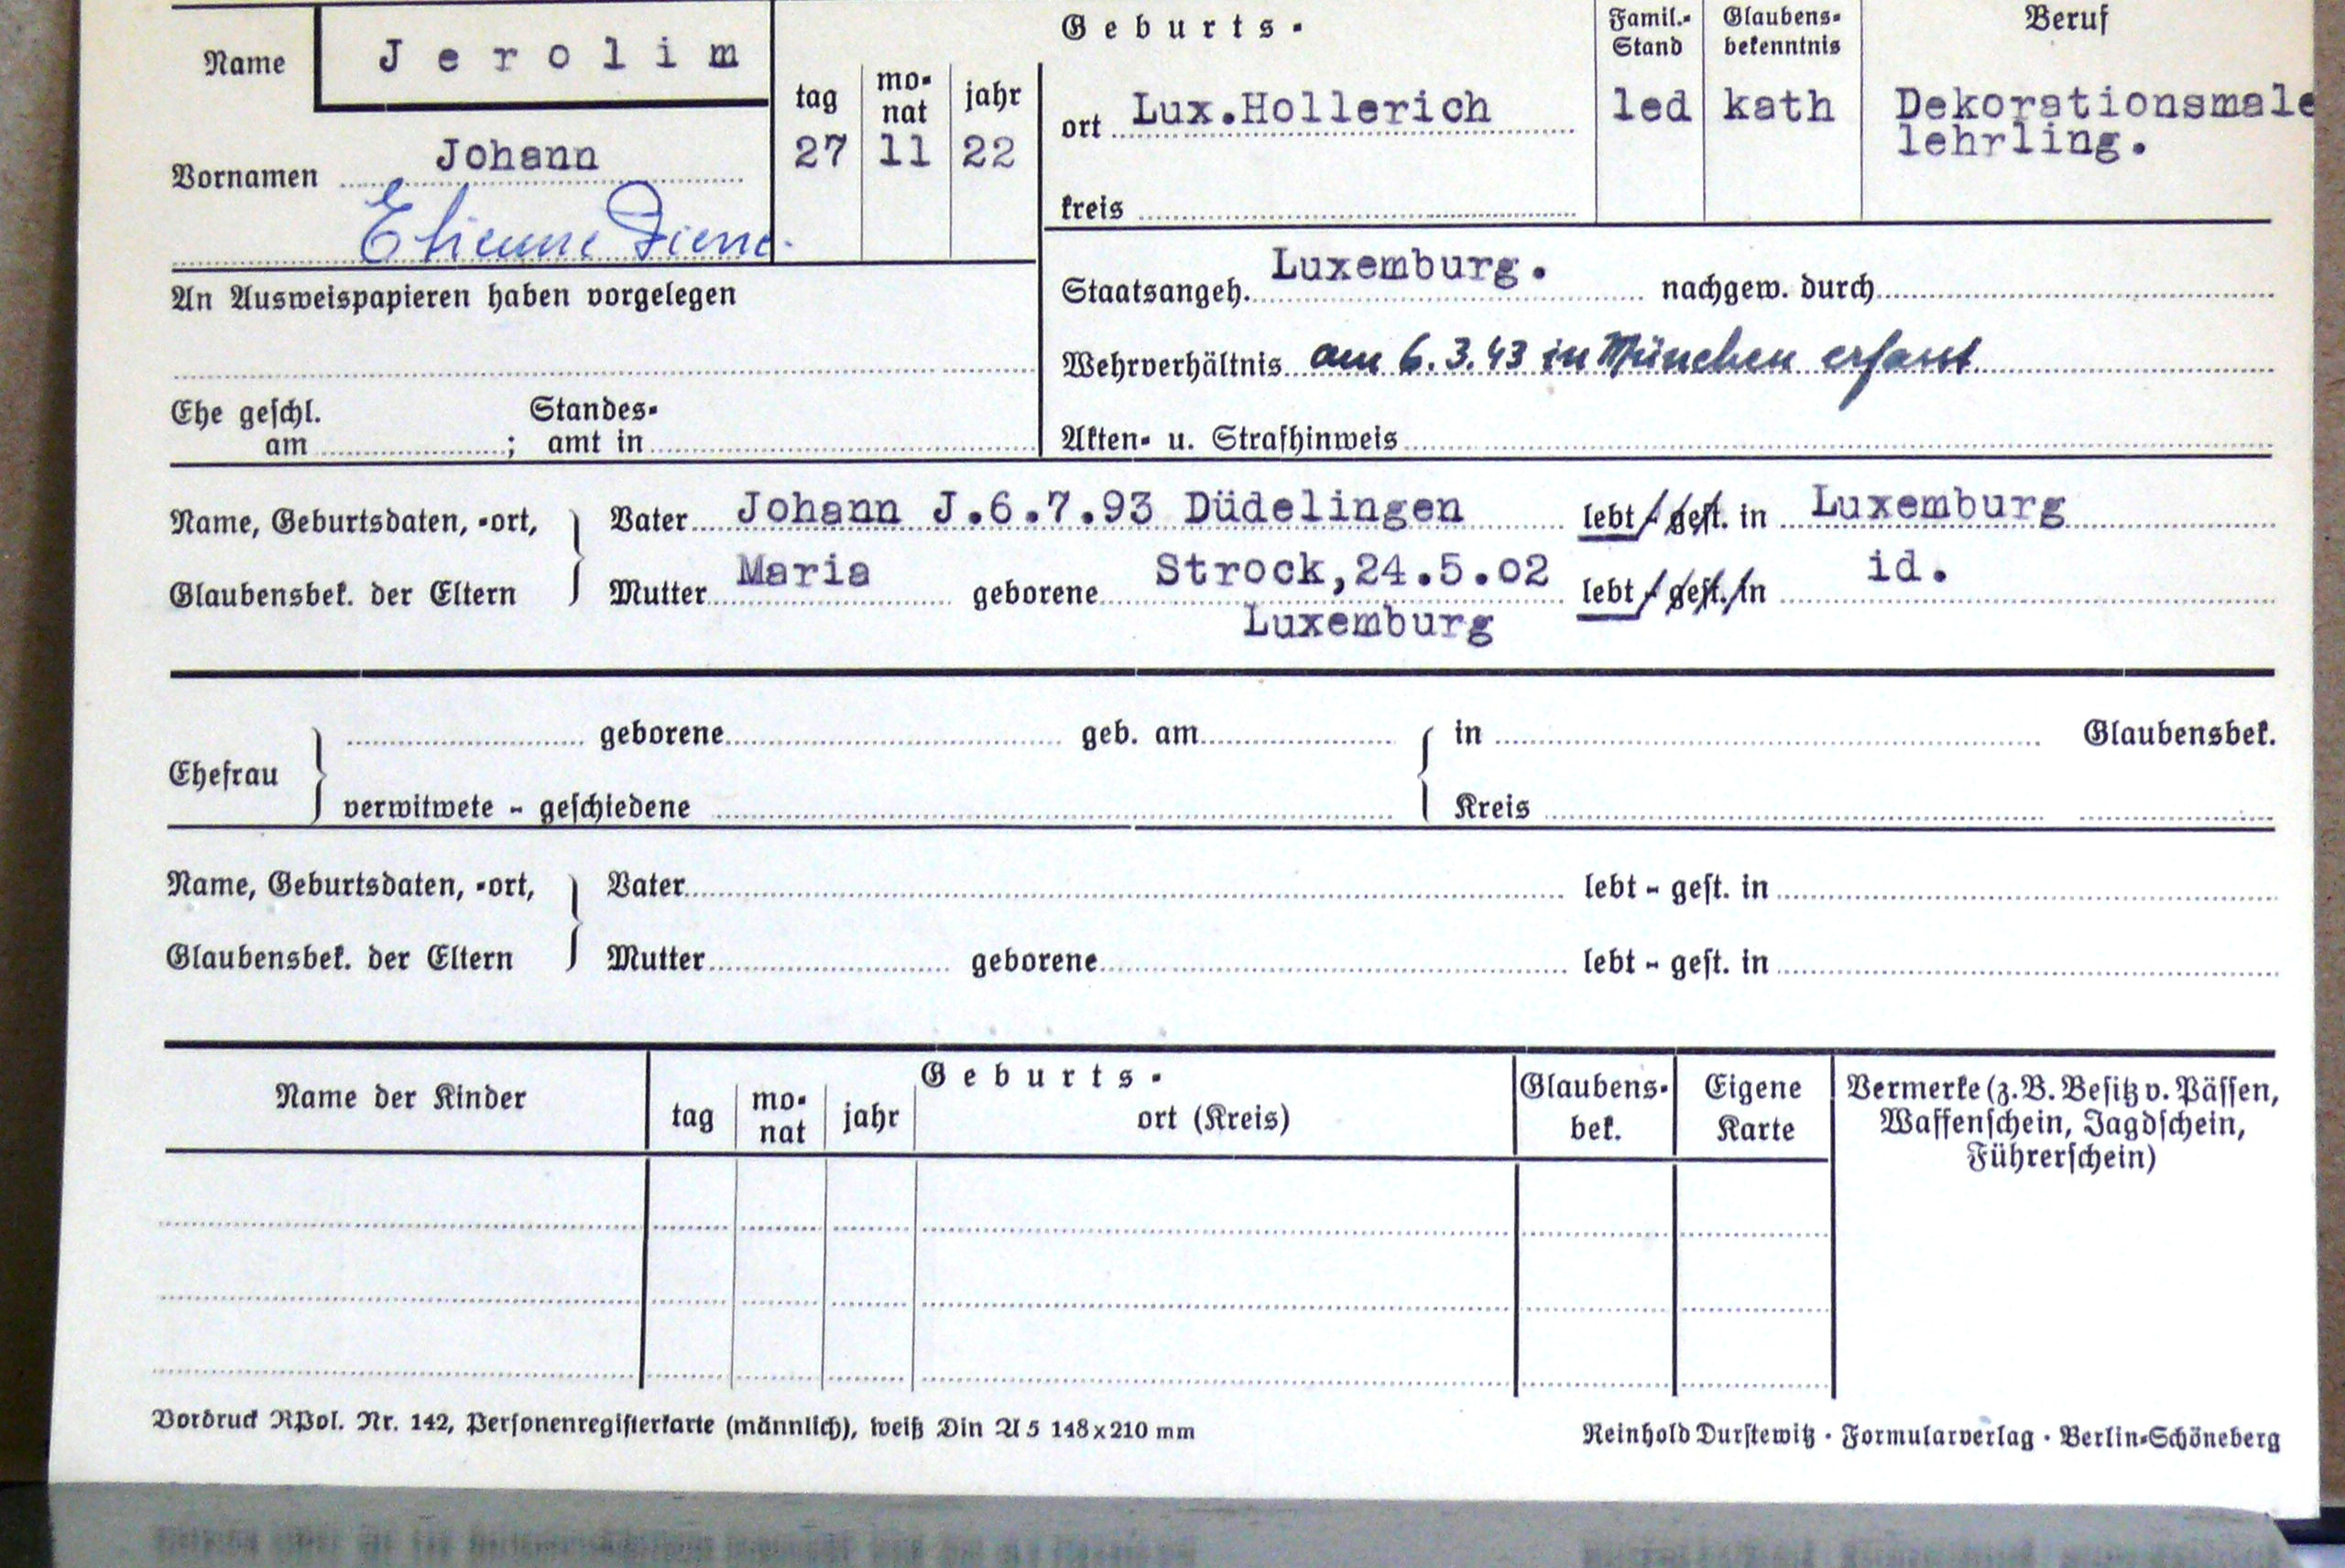 Name Jerolim
Geburts-
tag monat jahr
27 11 22
ort Lux.Hollerich
kreis
Famil.-Stand
led
Glaubens-bekenntnis
kath
Beruf
Dekorationsmale
lehrling.
Vornamen Johann
Etienne
An Ausweispapieren haben vorgelegen
Staatsangeh. Luxemburg. nachgew. durch
Wehrverhältnis am 6.3.43 in München erfasst
Ehe geschl. am ; Standes-amt in
Akten- u. Strafhinweis
Name, Geburtsdaten, -ort, Vater Johann J.6.7.93 Düdelingen lebt - gest. in Luxemburg
Glaubensbek. der Eltern Mutter Maria geborene Strock,24.5.02 lebt - gest. in id.
Luxemburg
Ehefrau geborene geb. am in Glaubensbek.
verwitwete - geschiedene Kreis
Name, Geburtsdaten, -ort, Vater lebt - gest. in
Glaubensbek. der Eltern Mutter geborene lebt - gest. in
Name der Kinder
Geburts-
tag monat jahr ort (Kreis)
Glaubens-bek.
Eigene Karte
Vermerke (z.B. Besitz v. Pässen,
Waffenschein, Jagdschein,
Führerschein)
Vordruck RPol. Nr. 142, Personenregisterkarte (männlich), weiß Din A 5 148x210 mm
Reinhold Durstewitz · Formularverlag · Berlin-Schöneberg